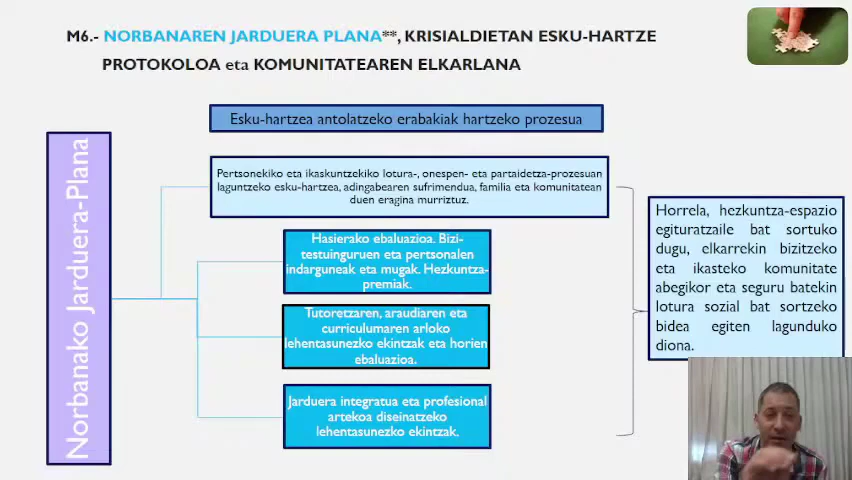 M6.- NORBANAREN JARDUERA PLANA**, KRISIALDIETAN ESKU-HARTZE
PROTOKOLOA eta KOMUNITATEAREN ELKARLANA
Esku-hartzea antolatzeko erabakiak hartzeko prozesua
Norbanako Jarduera-Plana
Pertsonekiko eta ikaskuntzekiko lotura-, onespen- eta partaidetza-prozesuan
laguntzeko esku-hartzea, adingabearen sufrimendua, familia eta komunitatean
duen eragina murriztuz.
Hasierako ebaluazioa. Bizi-
testuinguruen eta pertsonalen
indarguneak eta mugak. Hezkuntza-
premiak.
Tutoretzaren, araudiaren eta
curriculumaren arloko
lehentasunezko ekintzak eta horien
ebaluazioa.
Jarduera integratua eta profesional
artekoa diseinatzeko
lehentasunezko ekintzak.
Horrela, hezkuntza-espazio
egituratzaile bat sortuko
dugu, elkarrekin bizitzeko
eta ikasteko komunitate
abegikor eta seguru batekin
lotura sozial bat sortzeko
bidea egiten lagunduko
diona.